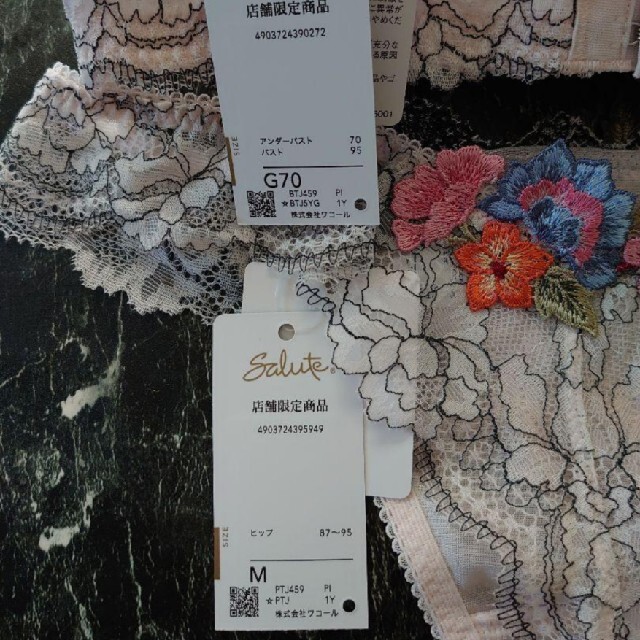 店舗限定商品
4903724390272
アンダーバスト 70
バスト 95
G70
BTJ459 PI
★BTJ5YG 1Y
株式会社ワコール
Salute
店舗限定商品
4903724395949
SIZE
ヒップ 87〜95
M
PTJ459 PI
☆PTJ 1Y
株式会社ワコール